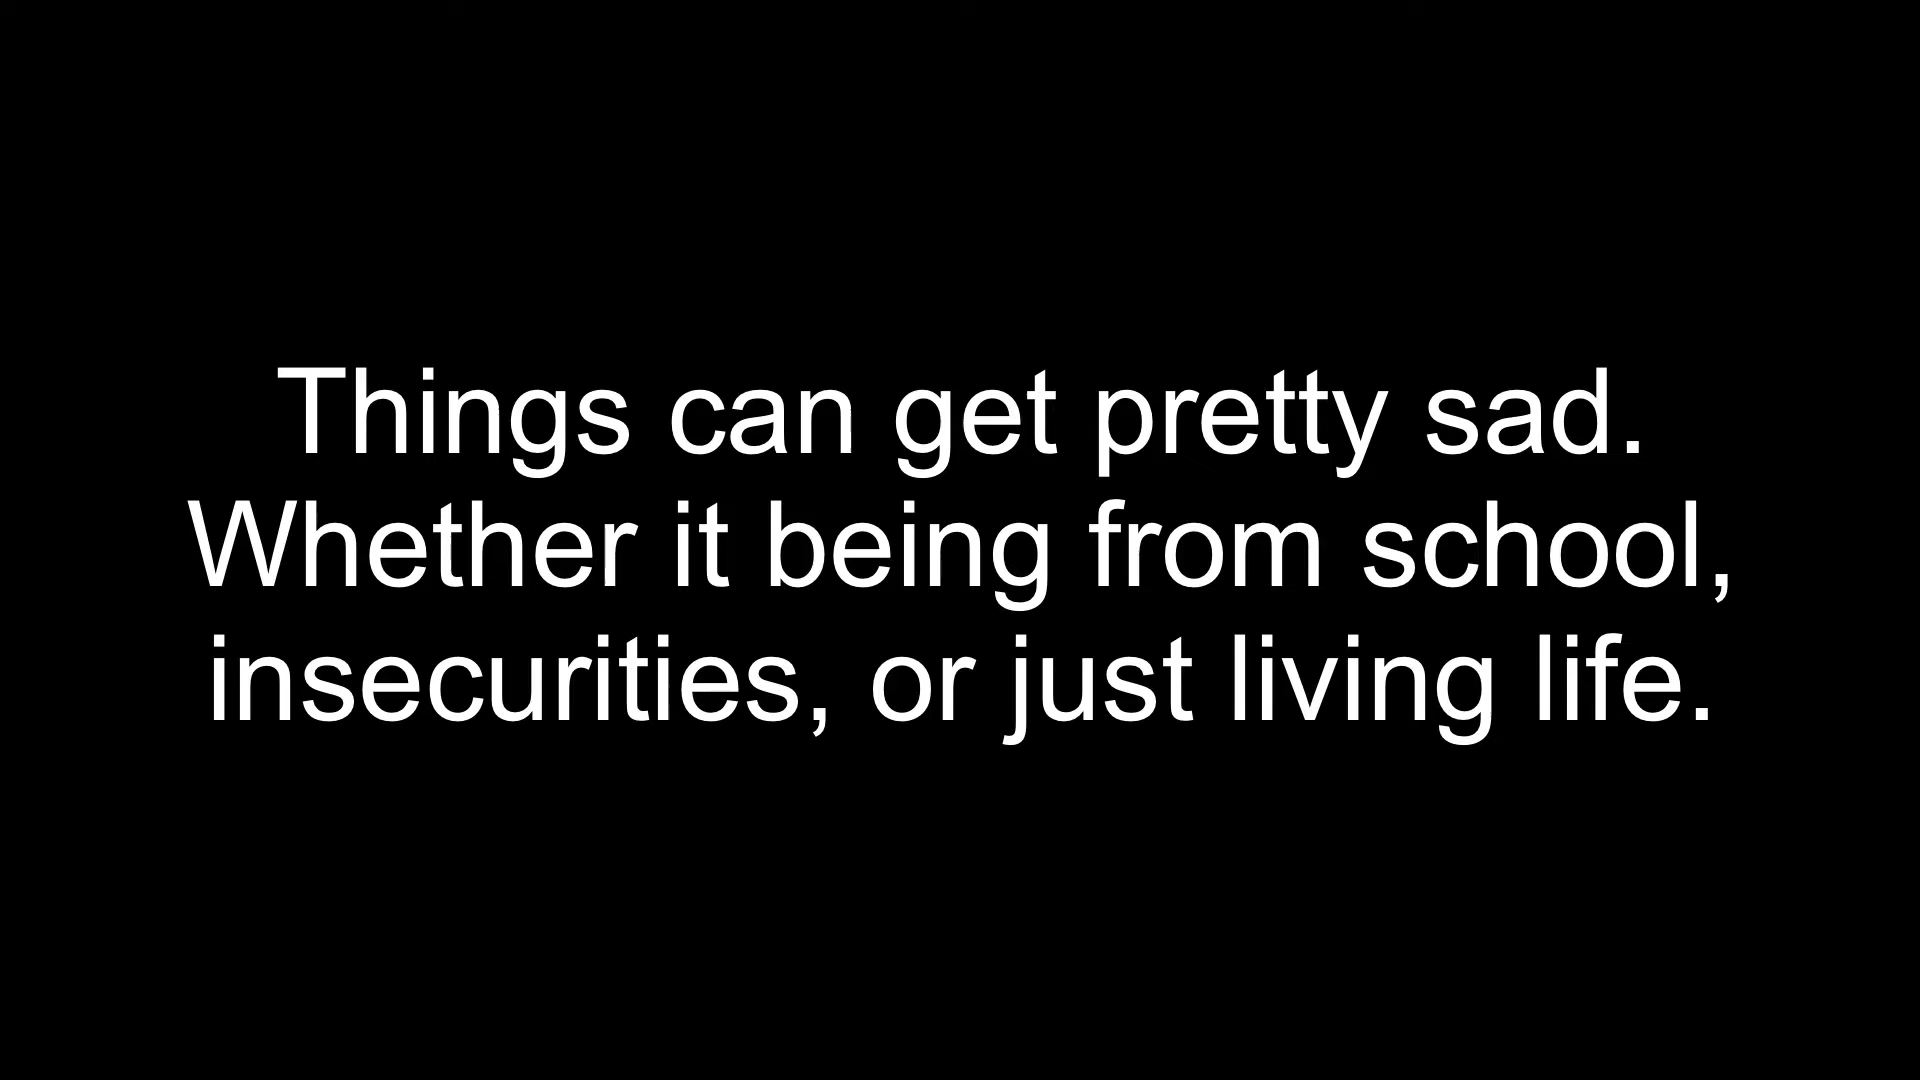 Things can get pretty sad.
Whether it being from school,
insecurities, or just living life.